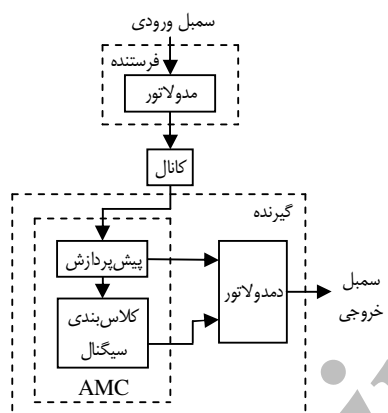 سمبل ورودی
فرستنده
مدولاتور
کانال
گیرنده
پیش‌پردازش
دمدولاتور
سمبل
خروجی
کلاس‌بندی
سیگنال
AMC